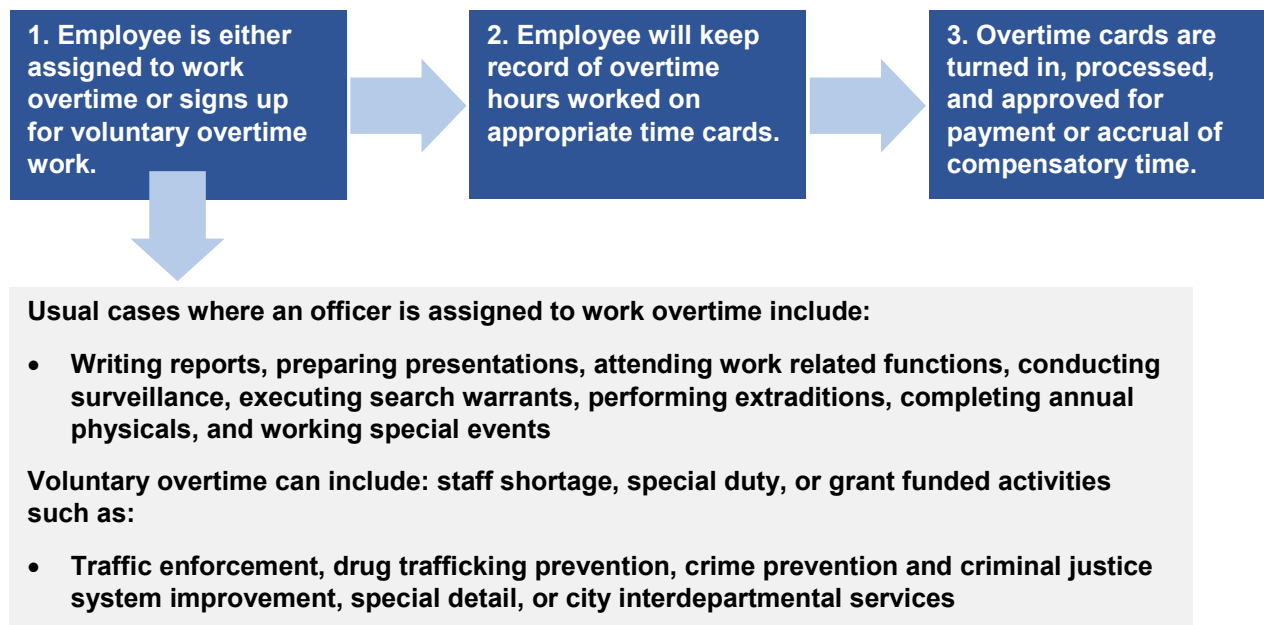 1. Employee is either
assigned to work
overtime or signs up
for voluntary overtime
work.
2. Employee will keep
record of overtime
hours worked on
appropriate time cards.
3. Overtime cards are
turned in, processed,
and approved for
payment or accrual of
compensatory time.
Usual cases where an officer is assigned to work overtime include:
• Writing reports, preparing presentations, attending work related functions, conducting
surveillance, executing search warrants, performing extraditions, completing annual
physicals, and working special events
Voluntary overtime can include: staff shortage, special duty, or grant funded activities
such as:
• Traffic enforcement, drug trafficking prevention, crime prevention and criminal justice
system improvement, special detail, or city interdepartmental services